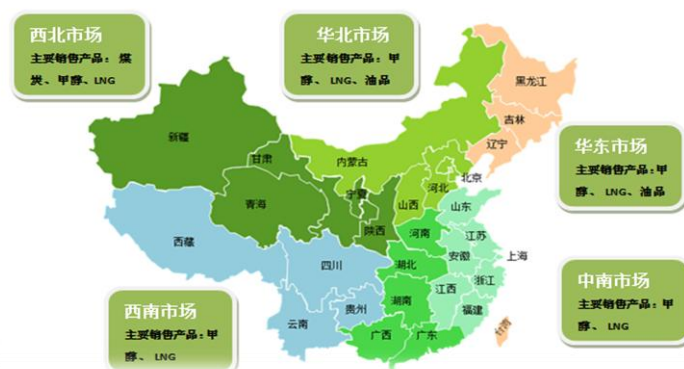 西北市场
主要销售产品：煤
炭、甲醇、LNG
华北市场
主要销售产品：甲
醇、LNG、油品
黑龙江
吉林
辽宁
新疆
甘肃
内蒙古
北京
华东市场
主要销售产品：甲
醇、LNG、油品
宁夏
河北
山西
青海
山东
陕西
河南
江苏
西藏
四川
湖北
安徽
上海
浙江
中南市场
主要销售产品：甲
醇、LNG
江西
湖南
贵州
福建
西南市场
主要销售产品：甲
醇、LNG
云南
广西
广东
台湾